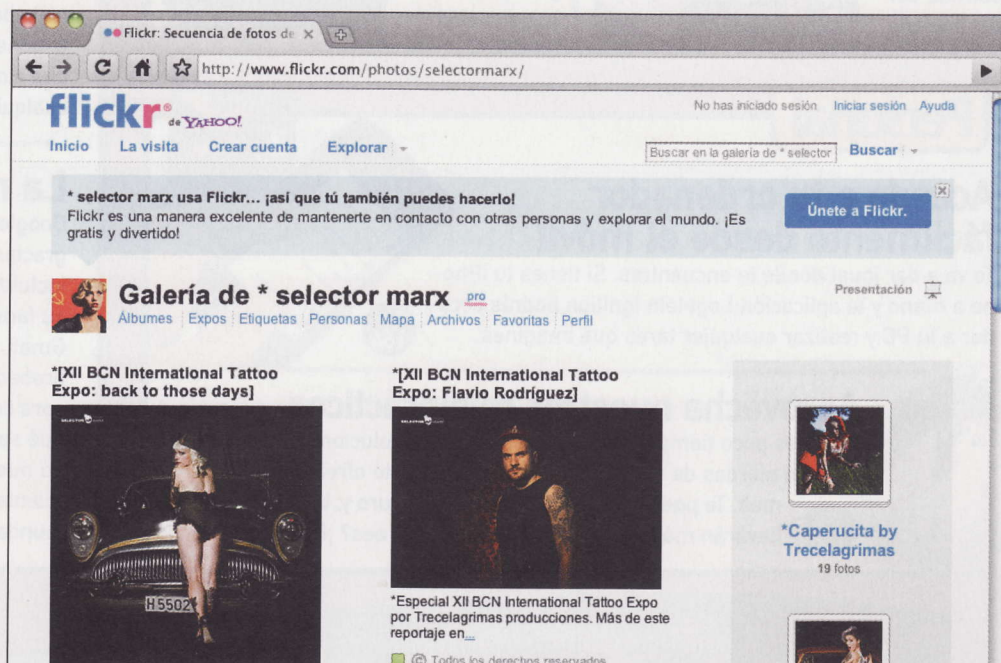 Flickr: Secuencia de fotos de
http://www.flickr.com/photos/selectormarx/
flickr® de YAHOO!
No has iniciado sesión Iniciar sesión Ayuda
Inicio La visita Crear cuenta Explorar
Buscar en la galería de * selector Buscar
* selector marx usa Flickr... ¡así que tú también puedes hacerlo!
Flickr es una manera excelente de mantenerte en contacto con otras personas y explorar el mundo. ¡Es
gratis y divertido!
Únete a Flickr.
Galería de * selector marx pro
Presentación
Álbumes Expos Etiquetas Personas Mapa Archivos Favoritas Perfil
*[XII BCN International Tattoo
Expo: Back to those days]
H5502
*[XII BCN International Tattoo
Expo: Flavio Rodríguez]
*Especial XII BCN International Tattoo Expo
por Trecelagrimas producciones. Más de este
reportaje en...
© Todos los derechos reservados
*Caperucita by
Trecelagrimas
19 fotos